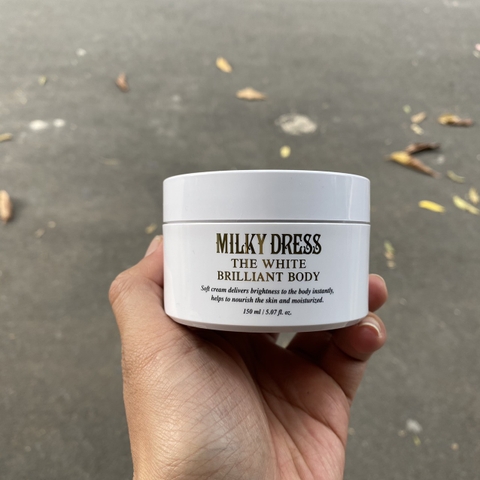 MILKY DRESS
THE WHITE
BRILLIANT BODY
Soft cream delivers brightness to the body instantly,
helps to nourish the skin and moisturized.
150 ml / 5.07 fl. oz.